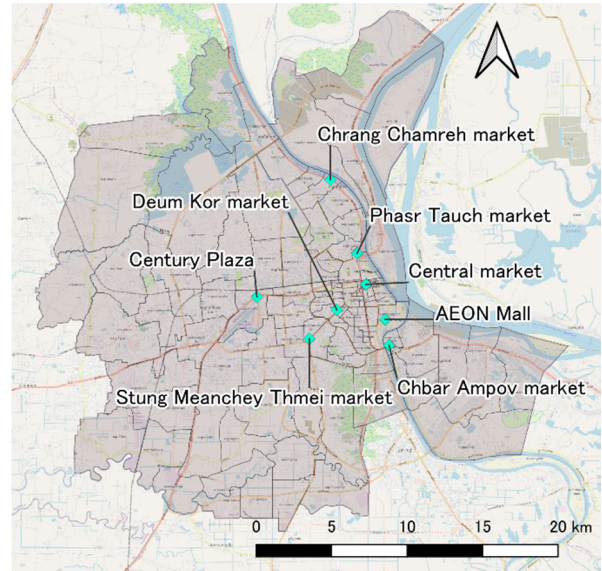 Chrang Chamreh market
Deum Kor market
Phasr Tauch market
Century Plaza
Central market
AEON Mall
Chbar Ampov market
Stung Meanchey Thmei market
0 5 10 15 20 km